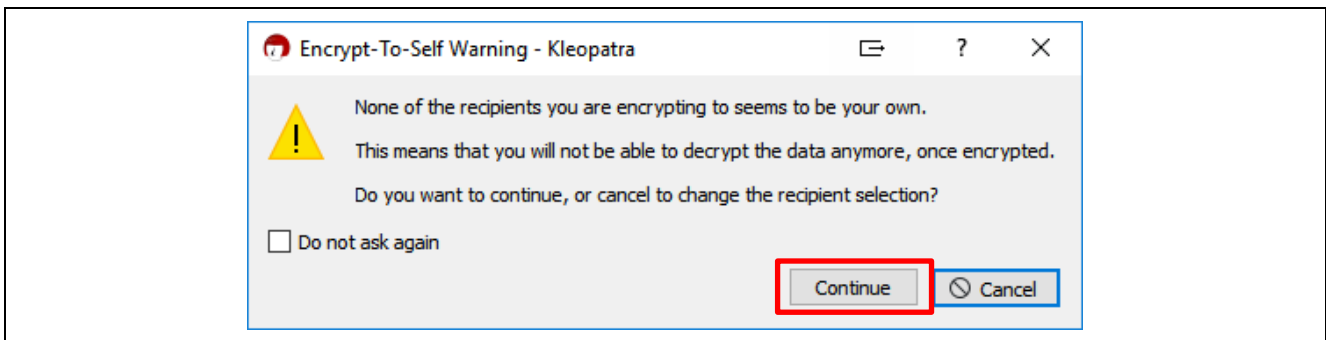 Encrypt-To-Self Warning - Kleopatra
None of the recipients you are encrypting to seems to be your own.
This means that you will not be able to decrypt the data anymore, once encrypted.
Do you want to continue, or cancel to change the recipient selection?
Do not ask again
Continue
Cancel